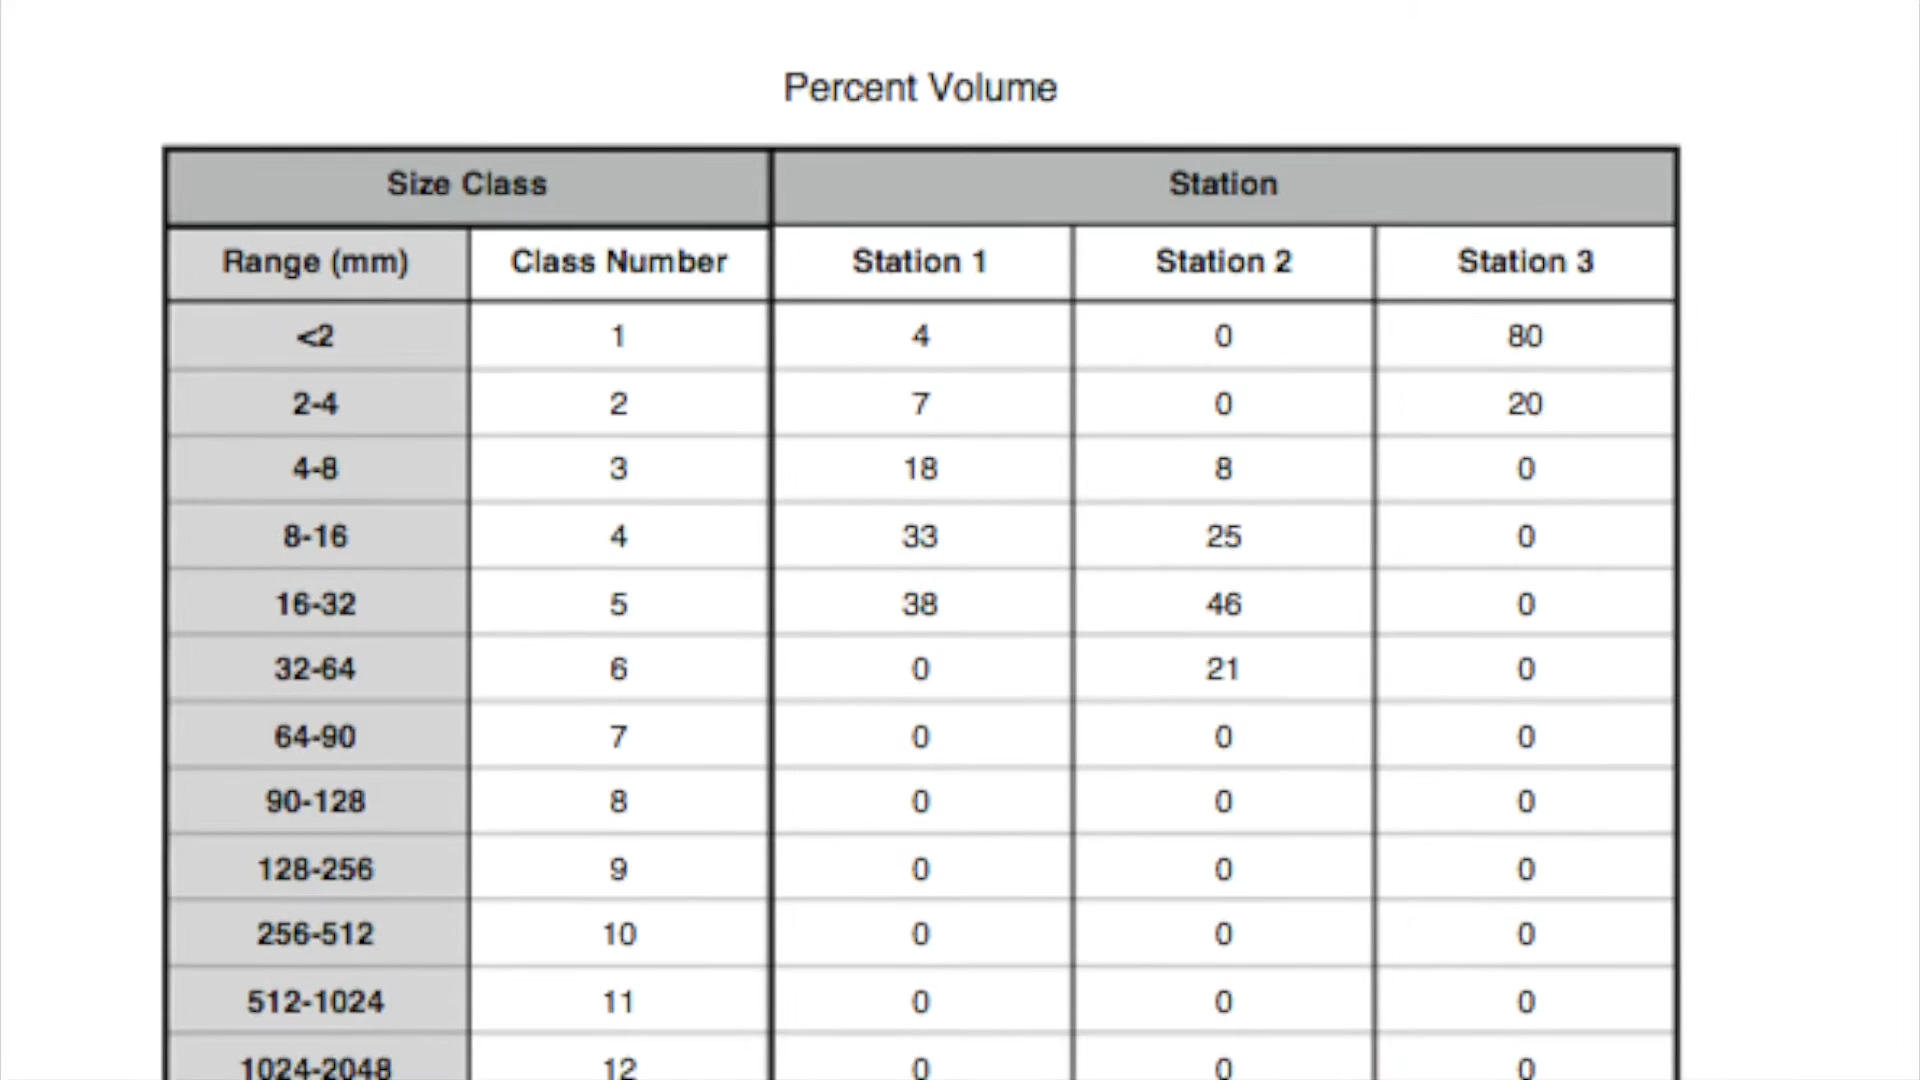 Percent Volume
Size Class Station
Range (mm) Class Number Station 1 Station 2 Station 3
<2 1 4 0 80
2-4 2 7 0 20
4-8 3 18 8 0
8-16 4 33 25 0
16-32 5 38 46 0
32-64 6 0 21 0
64-90 7 0 0 0
90-128 8 0 0 0
128-256 9 0 0 0
256-512 10 0 0 0
512-1024 11 0 0 0
1024-2048 12 0 0 0